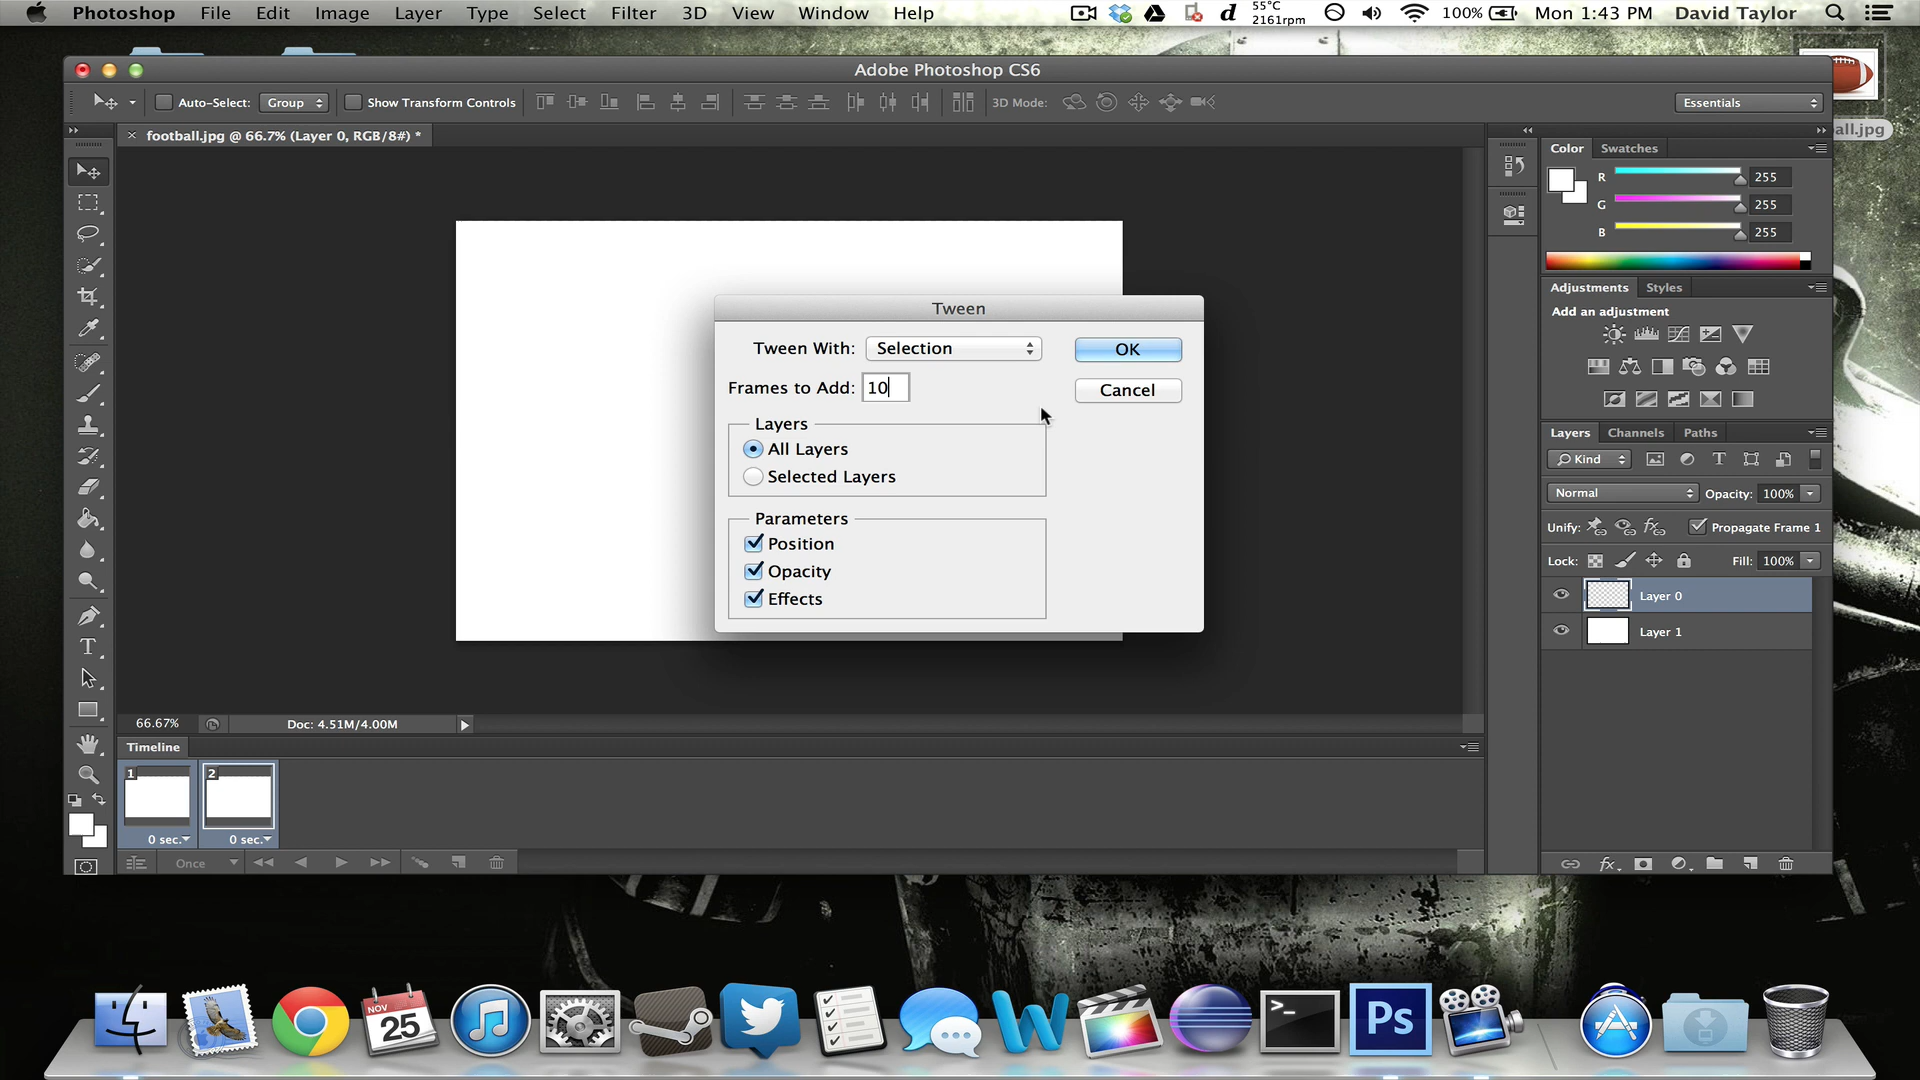 Photoshop File Edit Image Layer Type Select Filter 3D View Window Help d 55°C 2161rpm 100% Mon 1:43 PM David Taylor
Adobe Photoshop CS6
Auto-Select: Group Show Transform Controls 3D Mode: Essentials
football.jpg @ 66.7% (Layer 0, RGB/8#) *
all.jpg
Color Swatches
R 255
G 255
B 255
Adjustments Styles
Add an adjustment
Tween
Tween With: Selection OK
Frames to Add: 10 Cancel
Layers
All Layers
Selected Layers
Parameters
Position
Opacity
Effects
Layers Channels Paths
Kind
Normal Opacity: 100%
Unify: Propagate Frame 1
Lock: Fill: 100%
Layer 0
Layer 1
66.67% Doc: 4.51M/4.00M
Timeline
1 2
0 sec. 0 sec.
Once
fx
NOV
25
Ps